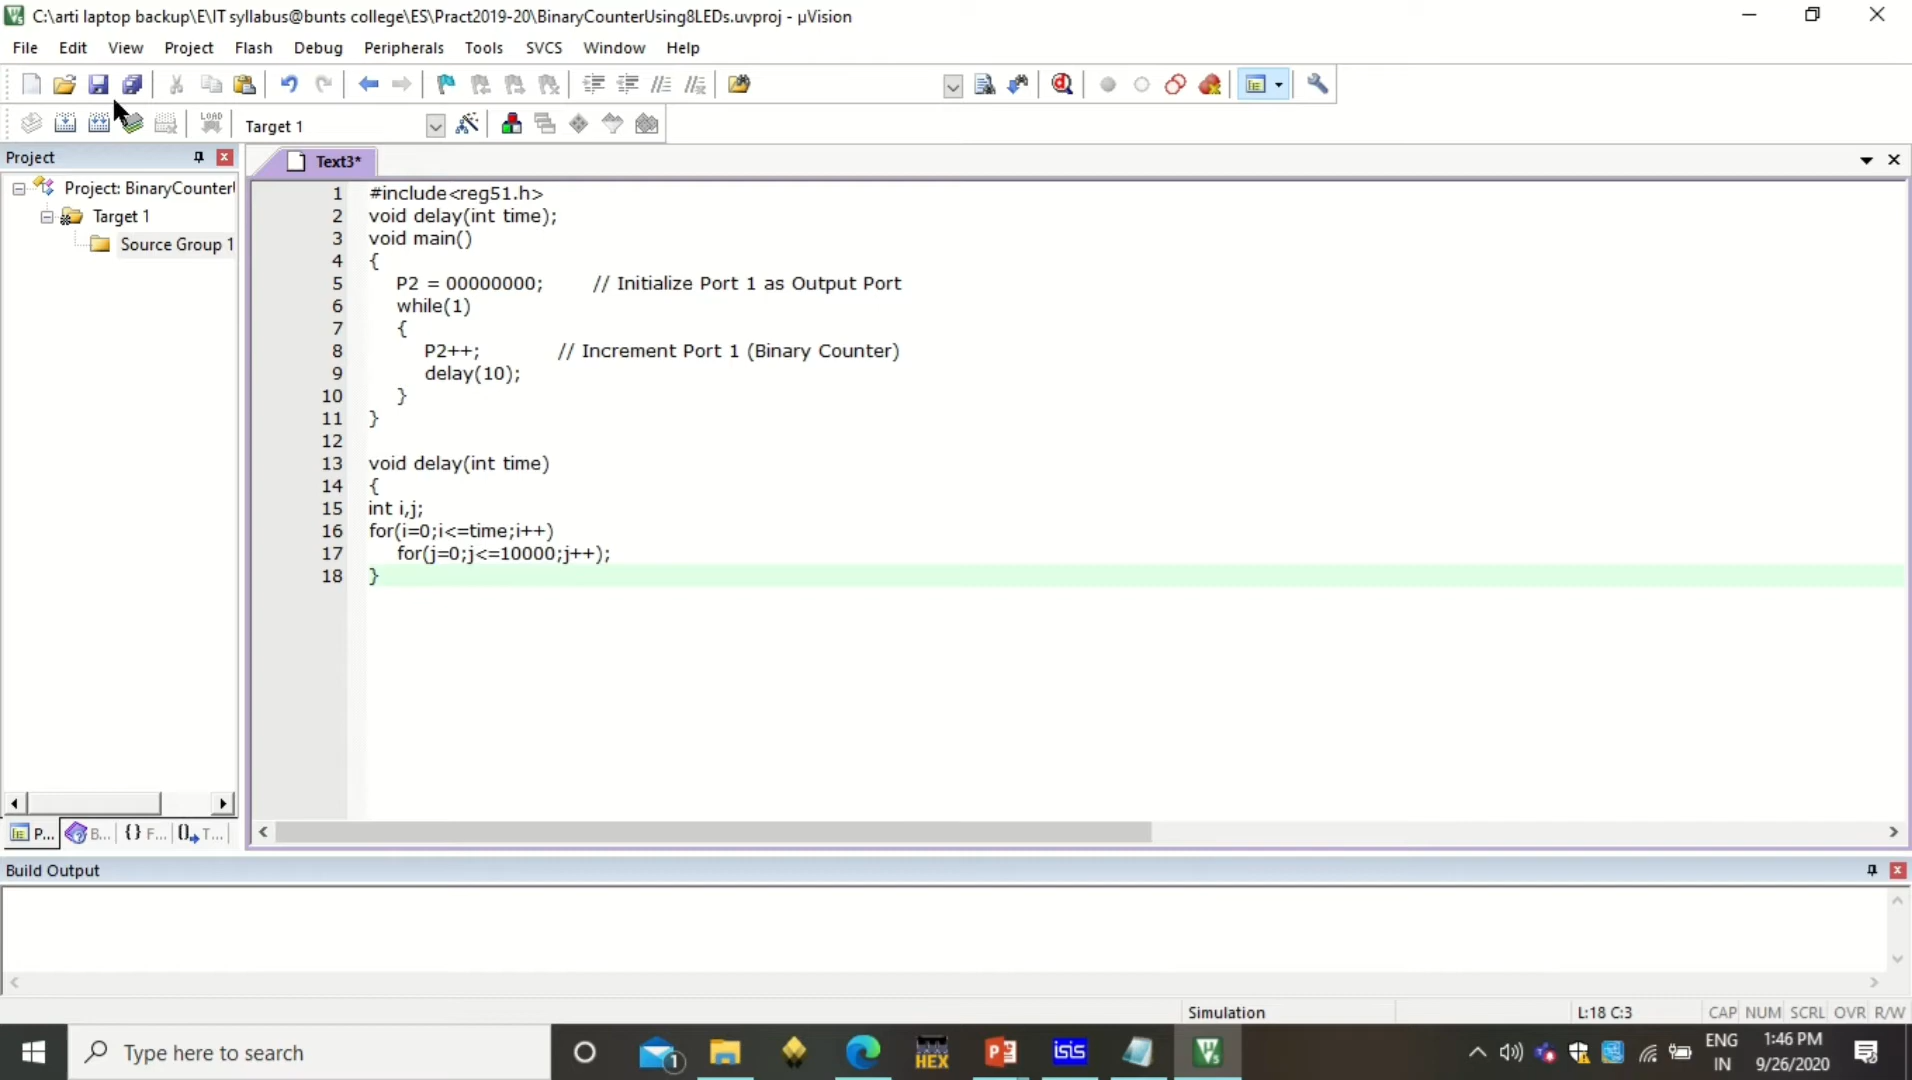 C:\arti laptop backup\E\IT syllabus@bunts college\ES\Pract2019-20\BinaryCounterUsing8LEDs.uvproj - µVision
File Edit View Project Flash Debug Peripherals Tools SVCS Window Help
LOAD Target 1
Project
Text3*
Project: BinaryCounter
Target 1
Source Group 1
1 #include<reg51.h>
2 void delay(int time);
3 void main()
4 {
5 P2 = 00000000; // Initialize Port 1 as Output Port
6 while(1)
7 {
8 P2++; // Increment Port 1 (Binary Counter)
9 delay(10);
10 }
11 }
12
13 void delay(int time)
14 {
15 int i,j;
16 for(i=0;i<=time;i++)
17 for(j=0;j<=10000;j++);
18 }
P... B... {} F... 0 T...
Build Output
Simulation L:18 C:3 CAP NUM SCRL OVR R/W
Type here to search
1
HEX
isis
ENG
IN
1:46 PM
9/26/2020